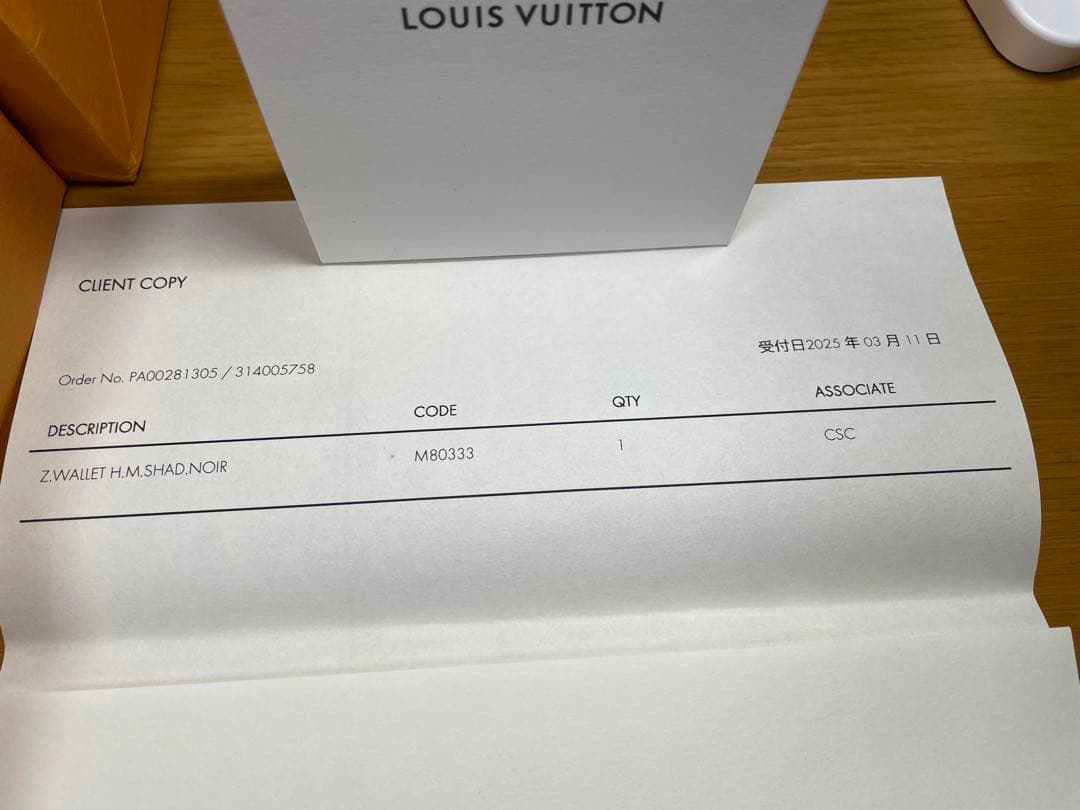 LOUIS VUITTON
CLIENT COPY
受付日2025 年 03 月 11 日
Order No. PA00281305 / 314005758
DESCRIPTION CODE QTY ASSOCIATE
Z.WALLET H.M.SHAD.NOIR M80333 1 CSC